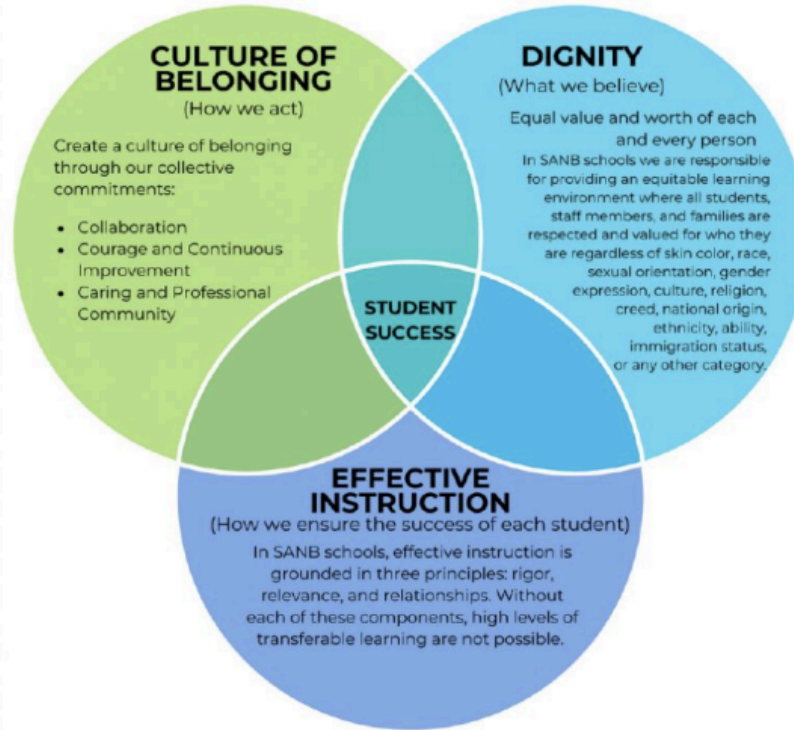 CULTURE OF
BELONGING
(How we act)
Create a culture of belonging
through our collective
commitments:
• Collaboration
• Courage and Continuous
Improvement
• Caring and Professional
Community
DIGNITY
(What we believe)
Equal value and worth of each
and every person
In SANB schools we are responsible
for providing an equitable learning
environment where all students,
staff members, and families are
respected and valued for who they
are regardless of skin color, race,
sexual orientation, gender
expression, culture, religion,
creed, national origin,
ethnicity, ability,
immigration status,
or any other category.
STUDENT
SUCCESS
EFFECTIVE
INSTRUCTION
(How we ensure the success of each student)
In SANB schools, effective instruction is
grounded in three principles: rigor,
relevance, and relationships. Without
each of these components, high levels of
transferable learning are not possible.